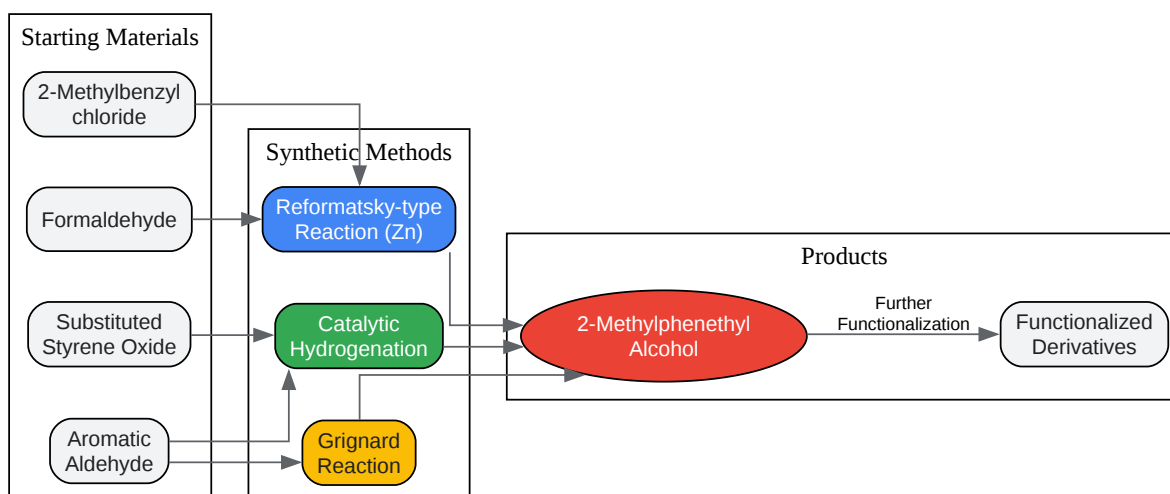 Starting Materials
2-Methylbenzyl
chloride
Formaldehyde
Substituted
Styrene Oxide
Aromatic
Aldehyde
Synthetic Methods
Reformatsky-type
Reaction (Zn)
Catalytic
Hydrogenation
Grignard
Reaction
Products
2-Methylphenethyl
Alcohol
Further
Functionalization
Functionalized
Derivatives